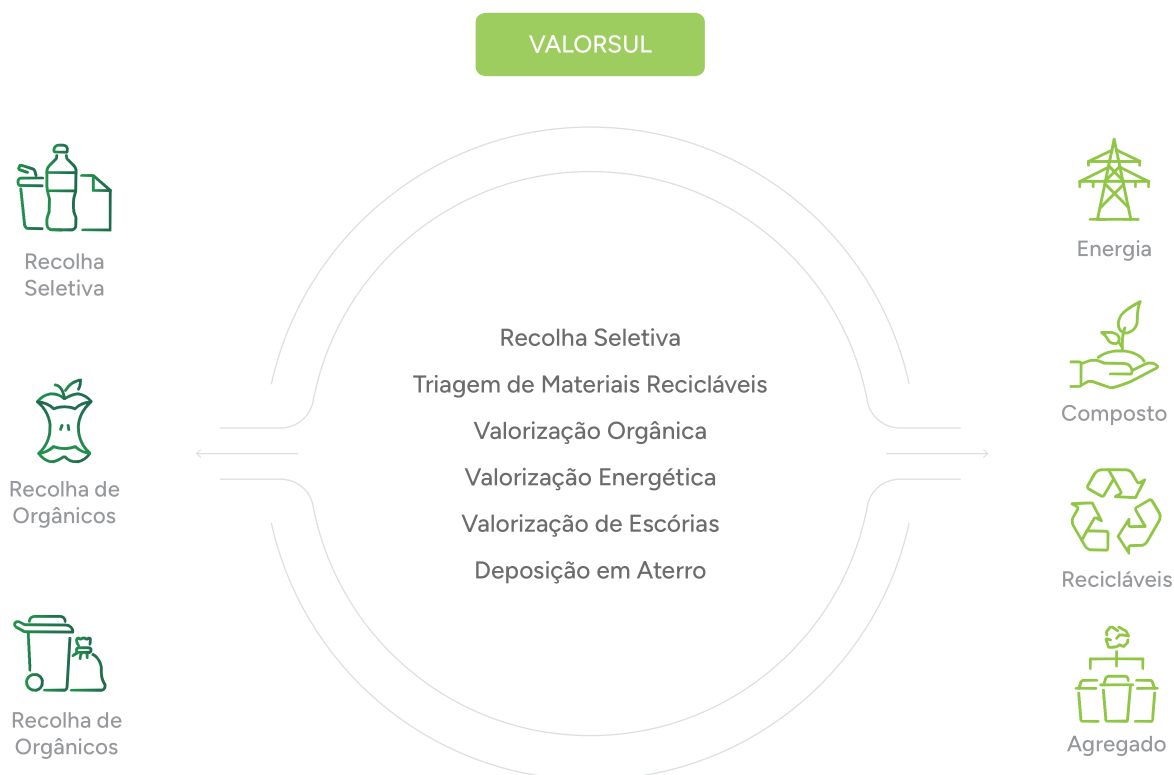 VALORSUL
Recolha
Seletiva
Recolha de
Orgânicos
Recolha de
Orgânicos
Recolha Seletiva
Triagem de Materiais Recicláveis
Valorização Orgânica
Valorização Energética
Valorização de Escórias
Deposição em Aterro
Energia
Composto
Recicláveis
Agregado